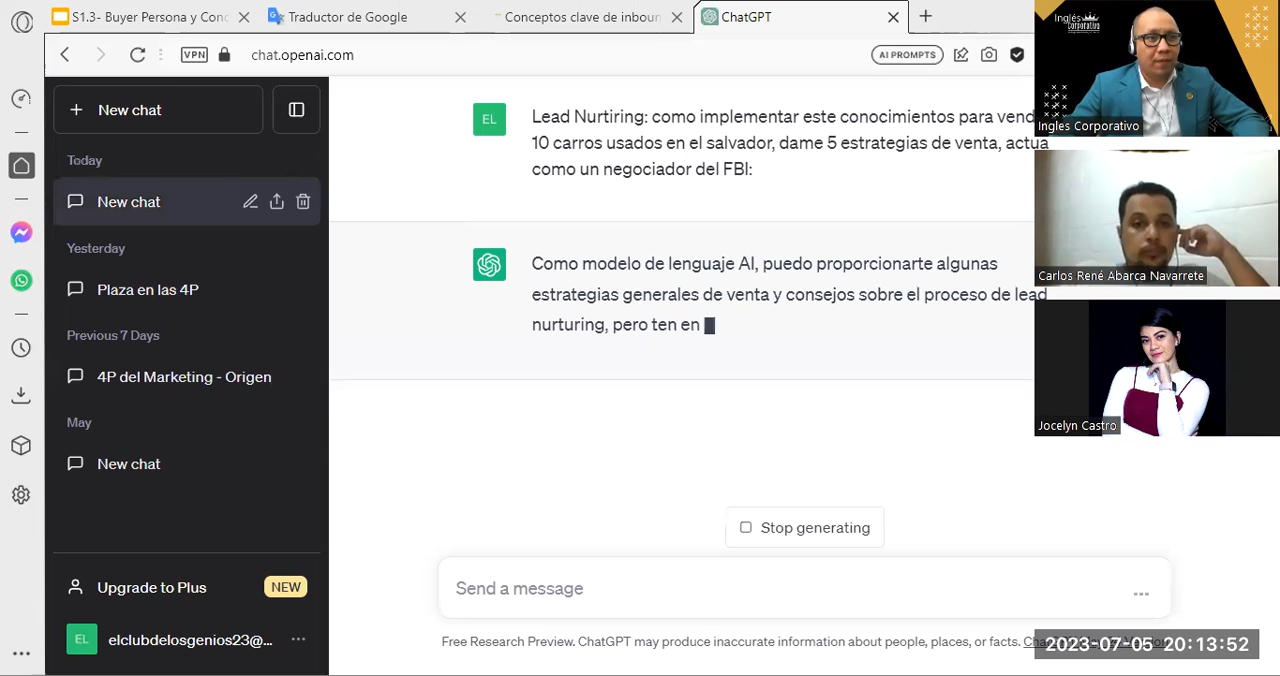 S1.3- Buyer Persona y Conc
Traductor de Google
Conceptos clave de inboun
ChatGPT
VPN
chat.openai.com
AI PROMPTS
Inglés
Corporativo
Ingles Corporativo
Carlos René Abarca Navarrete
Jocelyn Castro
New chat
Today
New chat
Yesterday
Plaza en las 4P
Previous 7 Days
4P del Marketing - Origen
May
New chat
Upgrade to Plus
NEW
EL
elclubdelosgenios23@...
EL
Lead Nurtiring: como implementar este conocimientos para vend
10 carros usados en el salvador, dame 5 estrategias de venta, actua
como un negociador del FBI:
Como modelo de lenguaje AI, puedo proporcionarte algunas
estrategias generales de venta y consejos sobre el proceso de lead
nurturing, pero ten en
Stop generating
Send a message
Free Research Preview. ChatGPT may produce inaccurate information about people, places, or facts.
2023-07-05 20:13:52